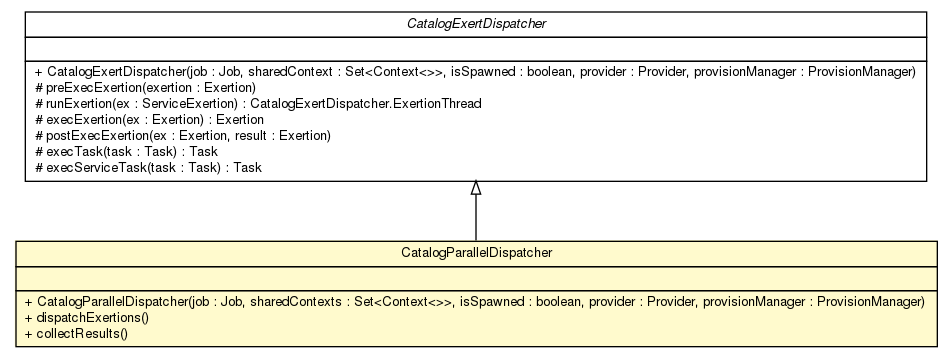 CatalogExertDispatcher
+ CatalogExertDispatcher(job : Job, sharedContext : Set<Context<>>, isSpawned : boolean, provider : Provider, provisionManager : ProvisionManager)
# preExecExertion(exertion : Exertion)
# runExertion(ex : ServiceExertion) : CatalogExertDispatcher.ExertionThread
# execExertion(ex : Exertion) : Exertion
# postExecExertion(ex : Exertion, result : Exertion)
# execTask(task : Task) : Task
# execServiceTask(task : Task) : Task
CatalogParallelDispatcher
+ CatalogParallelDispatcher(job : Job, sharedContexts : Set<Context<>>, isSpawned : boolean, provider : Provider, provisionManager : ProvisionManager)
+ dispatchExertions()
+ collectResults()